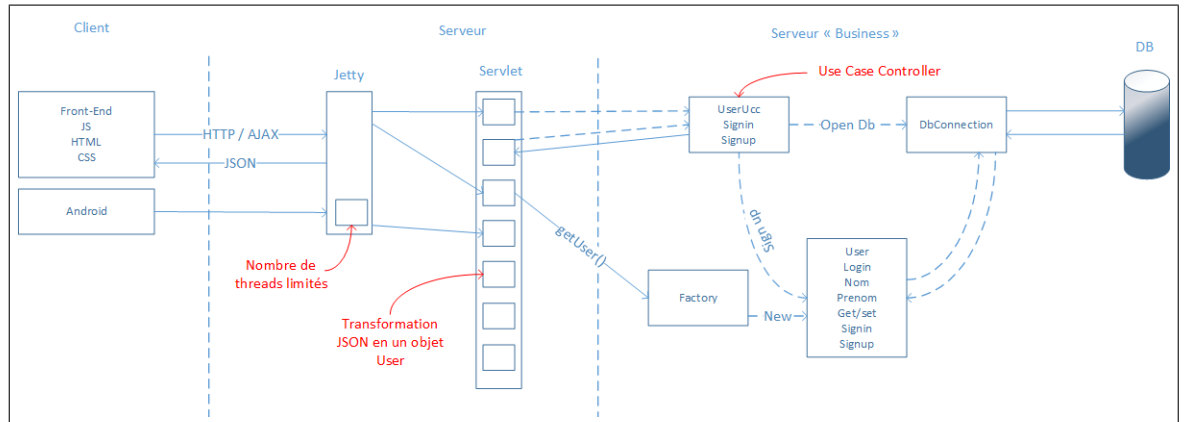 Client
Serveur
Serveur « Business »
DB
Jetty
Servlet
Use Case Controller
Front-End
JS
HTML
CSS
HTTP / AJAX
JSON
UserUcc
Signin
Signup
Open Db
DbConnection
Android
Nombre de
threads limités
getUser()
Sign up
Transformation
JSON en un objet
User
Factory
New
User
Login
Nom
Prenom
Get/set
Signin
Signup